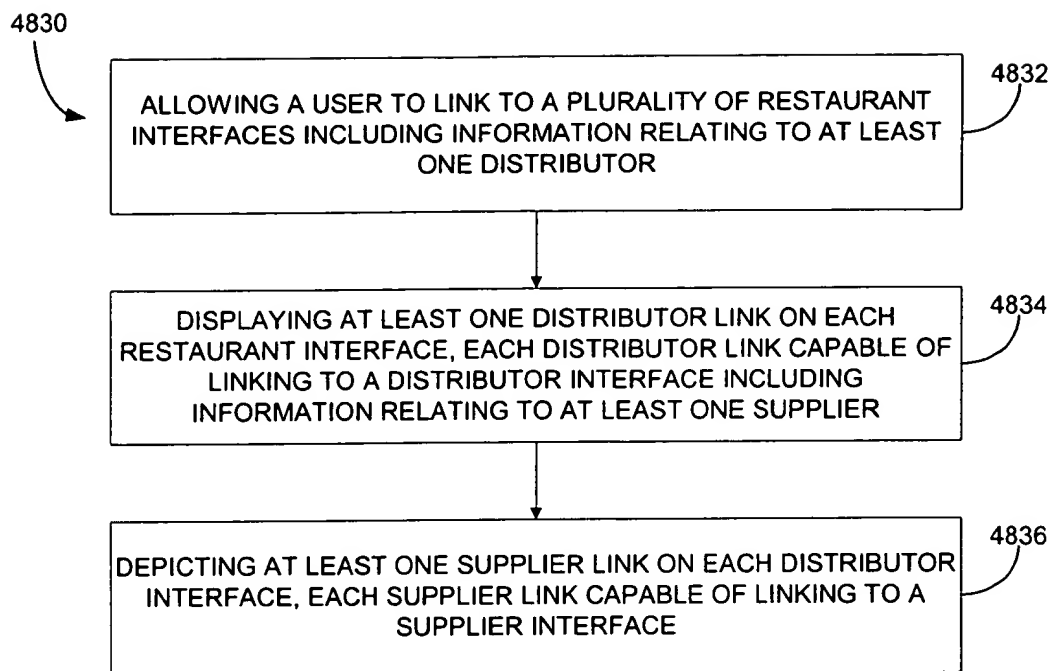 4830
4832
ALLOWING A USER TO LINK TO A PLURALITY OF RESTAURANT
INTERFACES INCLUDING INFORMATION RELATING TO AT LEAST
ONE DISTRIBUTOR
4834
DISPLAYING AT LEAST ONE DISTRIBUTOR LINK ON EACH
RESTAURANT INTERFACE, EACH DISTRIBUTOR LINK CAPABLE OF
LINKING TO A DISTRIBUTOR INTERFACE INCLUDING
INFORMATION RELATING TO AT LEAST ONE SUPPLIER
4836
DEPICTING AT LEAST ONE SUPPLIER LINK ON EACH DISTRIBUTOR
INTERFACE, EACH SUPPLIER LINK CAPABLE OF LINKING TO A
SUPPLIER INTERFACE